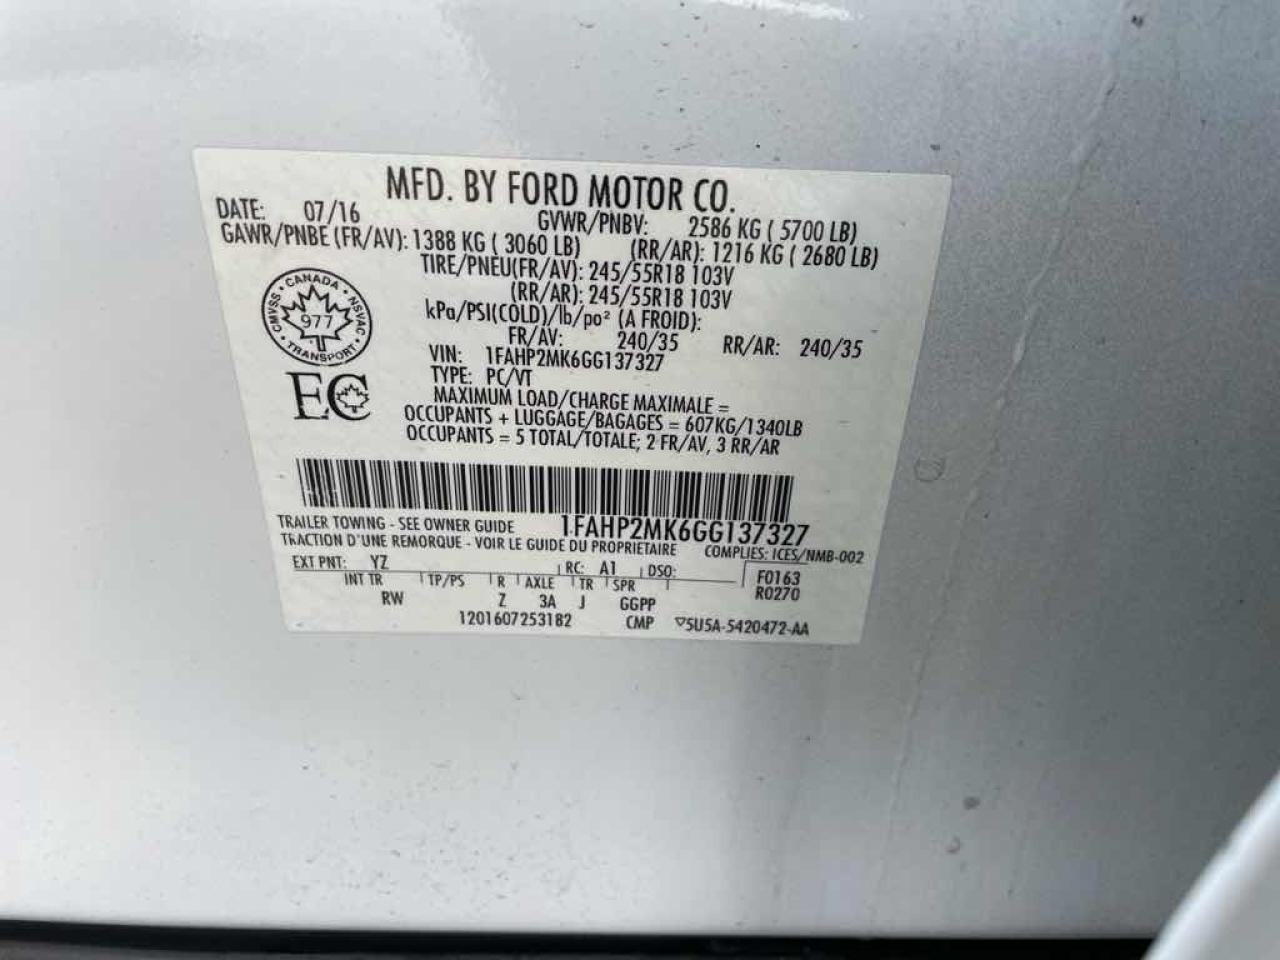 MFD. BY FORD MOTOR CO.
DATE: 07/16 GVWR/PNBV: 2586 KG ( 5700 LB)
GAWR/PNBE (FR/AV): 1388 KG ( 3060 LB) (RR/AR): 1216 KG ( 2680 LB)
TIRE/PNEU(FR/AV): 245/55R18 103V
(RR/AR): 245/55R18 103V
kPa/PSI(COLD)/lb/po² (A FROID):
FR/AV: 240/35 RR/AR: 240/35
VIN: 1FAHP2MK6GG137327
TYPE: PC/VT
MAXIMUM LOAD/CHARGE MAXIMALE =
OCCUPANTS + LUGGAGE/BAGAGES = 607KG/1340LB
OCCUPANTS = 5 TOTAL/TOTALE; 2 FR/AV, 3 RR/AR
CANADA
CMVSS 977 NSVAC
TRANSPORT
EC
1FAHP2MK6GG137327
TRAILER TOWING - SEE OWNER GUIDE
TRACTION D'UNE REMORQUE - VOIR LE GUIDE DU PROPRIETAIRE COMPLIES: ICES/NMB-002
EXT PNT: YZ RC: A1 DSO: F0163
INT TR TP/PS R AXLE TR SPR R0270
RW Z 3A J GGPP
1201607253182 CMP ▽5U5A-5420472-AA